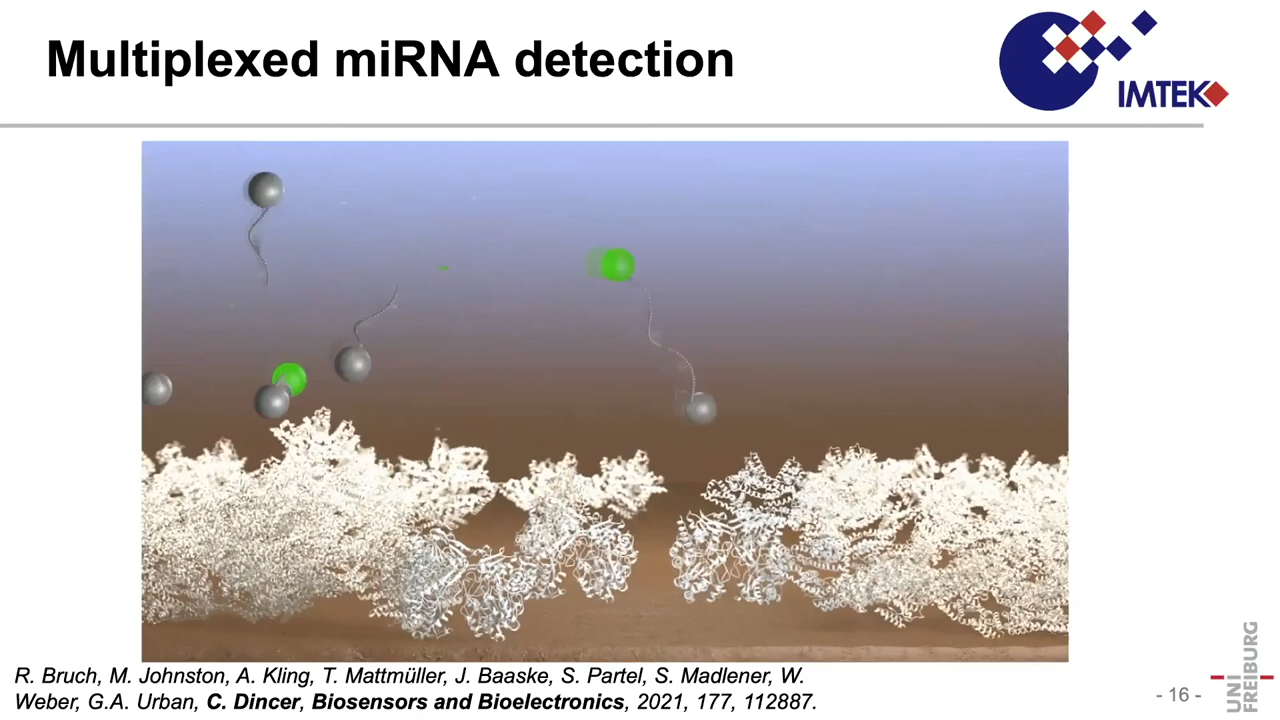 Multiplexed miRNA detection
IMTEK
R. Bruch, M. Johnston, A. Kling, T. Mattmüller, J. Baaske, S. Partel, S. Madlener, W.
Weber, G.A. Urban, C. Dincer, Biosensors and Bioelectronics, 2021, 177, 112887.
- 16 -
UNI
FREIBURG